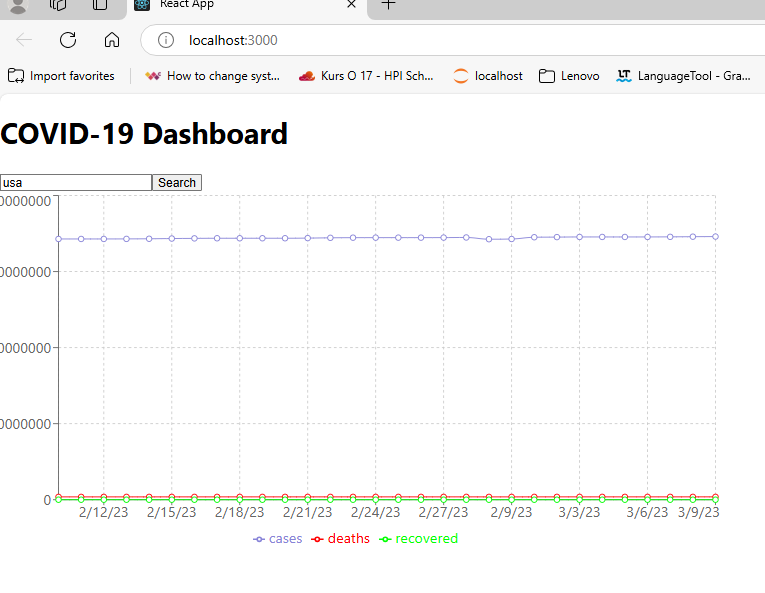 React App
localhost:3000
Import favorites How to change syst... Kurs O 17 - HPI Sch... localhost Lenovo LanguageTool - Gra...
COVID-19 Dashboard
usa Search
0000000
0000000
0000000
0000000
0
2/12/23 2/15/23 2/18/23 2/21/23 2/24/23 2/27/23 2/9/23 3/3/23 3/6/23 3/9/23
cases deaths recovered